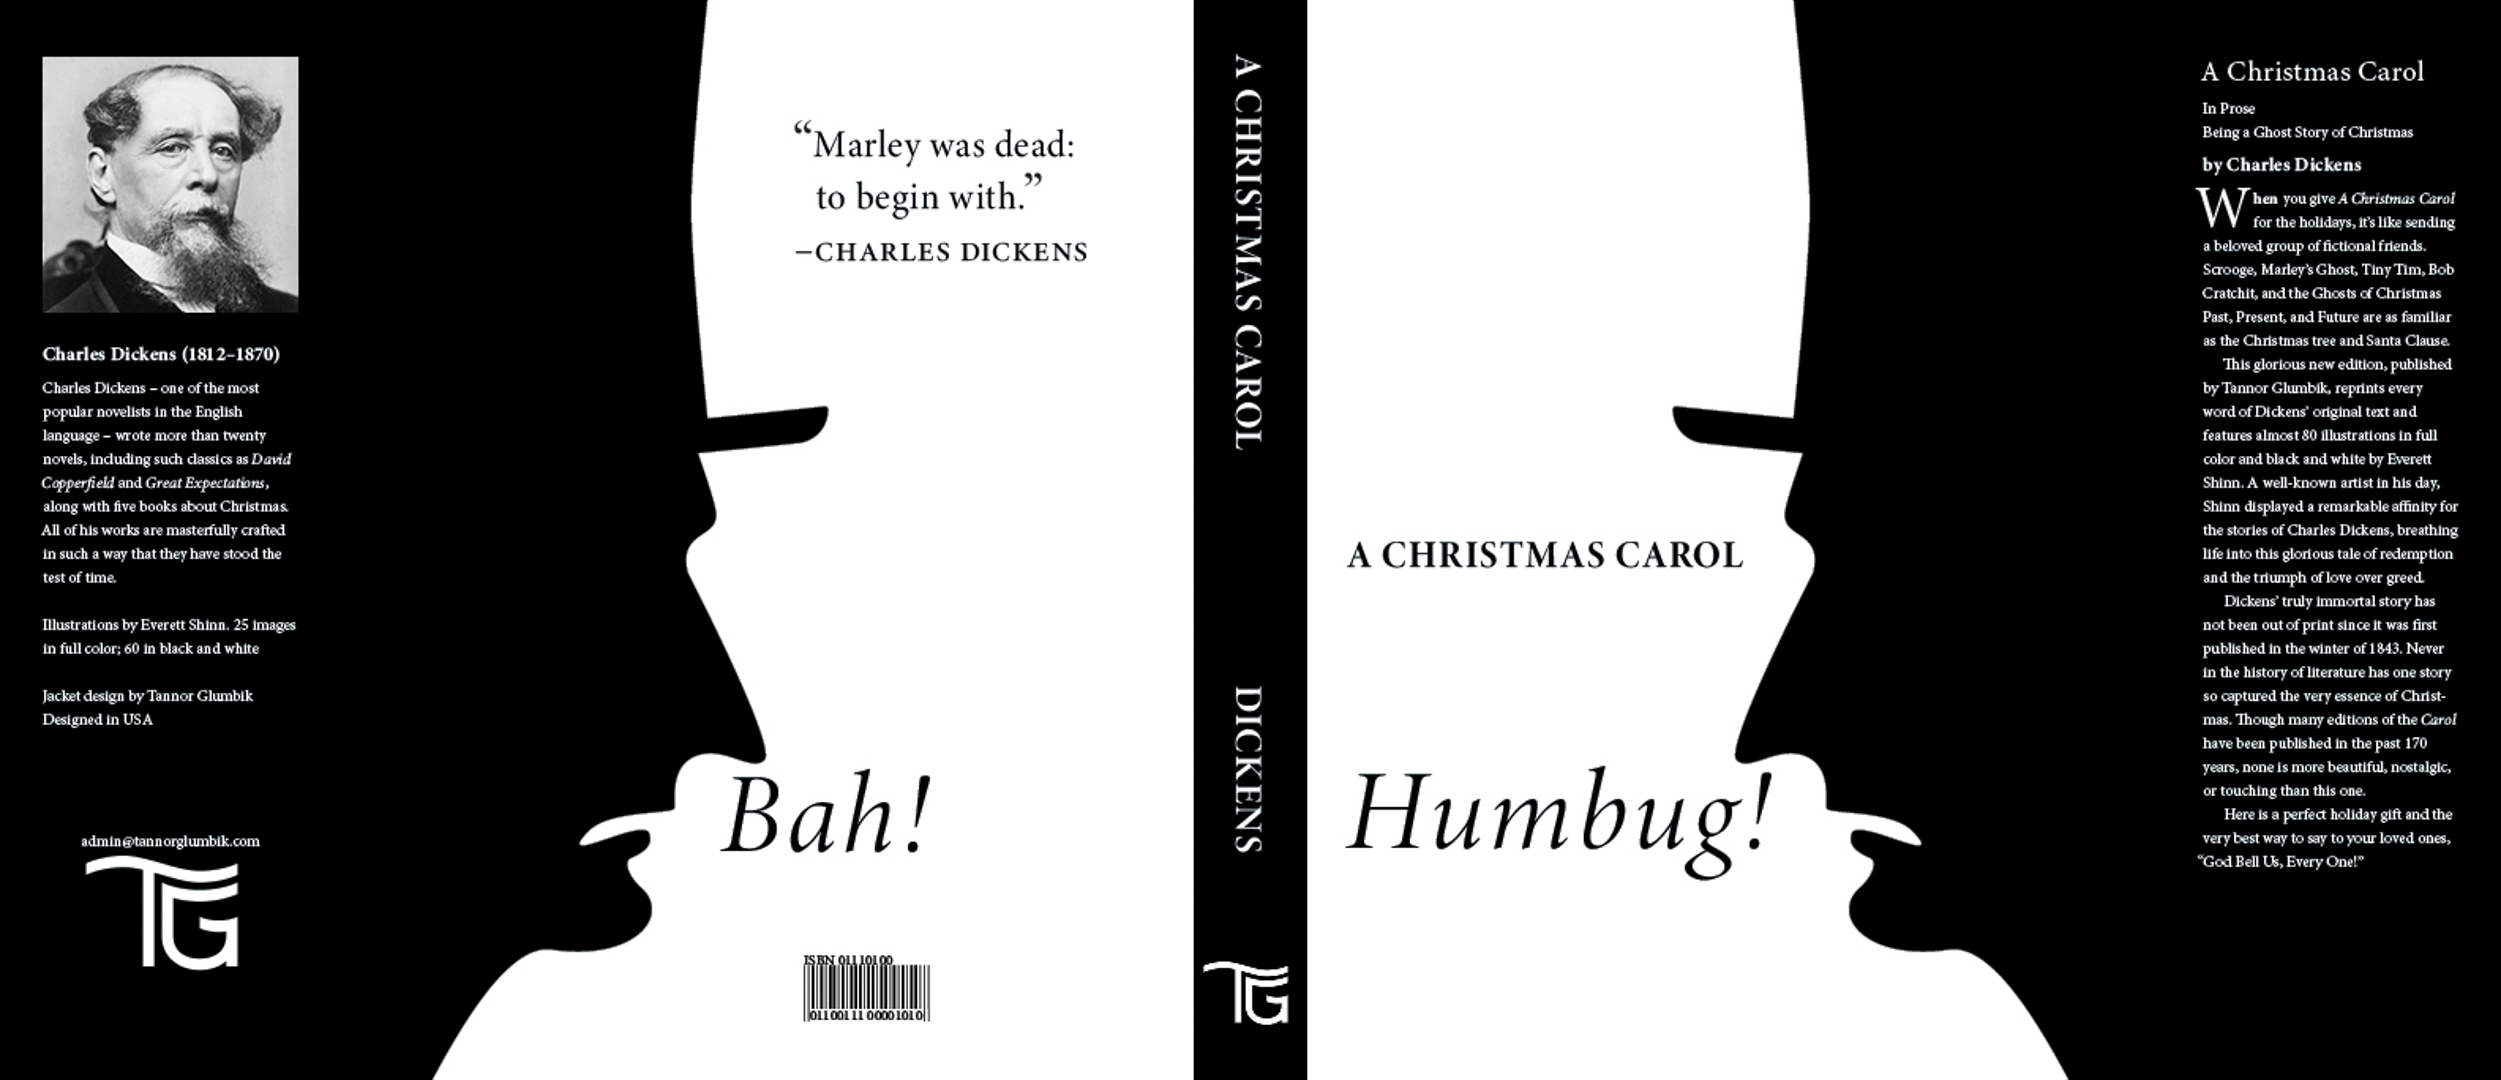 Charles Dickens (1812–1870)
Charles Dickens – one of the most
popular novelists in the English
language – wrote more than twenty
novels, including such classics as David
Copperfield and Great Expectations,
along with five books about Christmas.
All of his works are masterfully crafted
in such a way that they have stood the
test of time.
Illustrations by Everett Shinn. 25 images
in full color; 60 in black and white
Jacket design by Tannor Glumbik
Designed in USA
admin@tannorglumbik.com
TG
“Marley was dead:
to begin with.”
–CHARLES DICKENS
Bah!
ISBN 01110100
01100111 00001010
A CHRISTMAS CAROL
DICKENS
TG
A CHRISTMAS CAROL
Humbug!
A Christmas Carol
In Prose
Being a Ghost Story of Christmas
by Charles Dickens
When you give A Christmas Carol
for the holidays, it’s like sending
a beloved group of fictional friends.
Scrooge, Marley’s Ghost, Tiny Tim, Bob
Cratchit, and the Ghosts of Christmas
Past, Present, and Future are as familiar
as the Christmas tree and Santa Clause.
This glorious new edition, published
by Tannor Glumbik, reprints every
word of Dickens’ original text and
features almost 80 illustrations in full
color and black and white by Everett
Shinn. A well-known artist in his day,
Shinn displayed a remarkable affinity for
the stories of Charles Dickens, breathing
life into this glorious tale of redemption
and the triumph of love over greed.
Dickens’ truly immortal story has
not been out of print since it was first
published in the winter of 1843. Never
in the history of literature has one story
so captured the very essence of Christ-
mas. Though many editions of the Carol
have been published in the past 170
years, none is more beautiful, nostalgic,
or touching than this one.
Here is a perfect holiday gift and the
very best way to say to your loved ones,
“God Bell Us, Every One!”